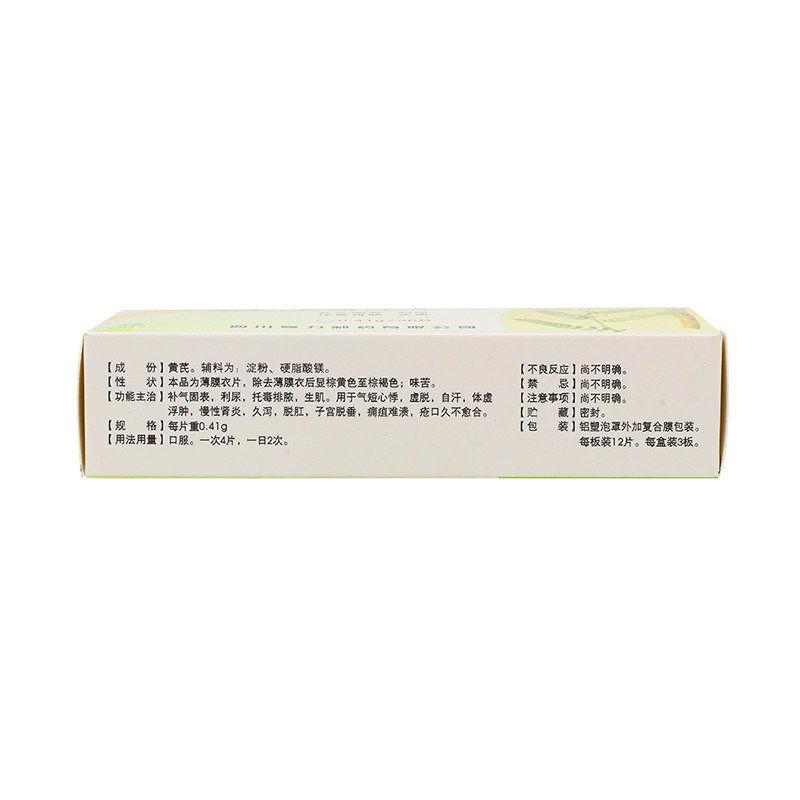 【成　份】黄芪。辅料为：淀粉、硬脂酸镁。
【性　状】本品为薄膜衣片，除去薄膜衣后显棕黄色至棕褐色；味苦。
【功能主治】补气固表，利尿，托毒排脓，生肌。用于气短心悸，虚脱，自汗，体虚
浮肿，慢性肾炎，久泻，脱肛，子宫脱垂，痈疽难溃，疮口久不愈合。
【规　格】每片重0.41g
【用法用量】口服。一次4片，一日2次。
【不良反应】尚不明确。
【禁　忌】尚不明确。
【注意事项】尚不明确。
【贮　藏】密封。
【包　装】铝塑泡罩外加复合膜包装。
每板装12片。每盒装3板。